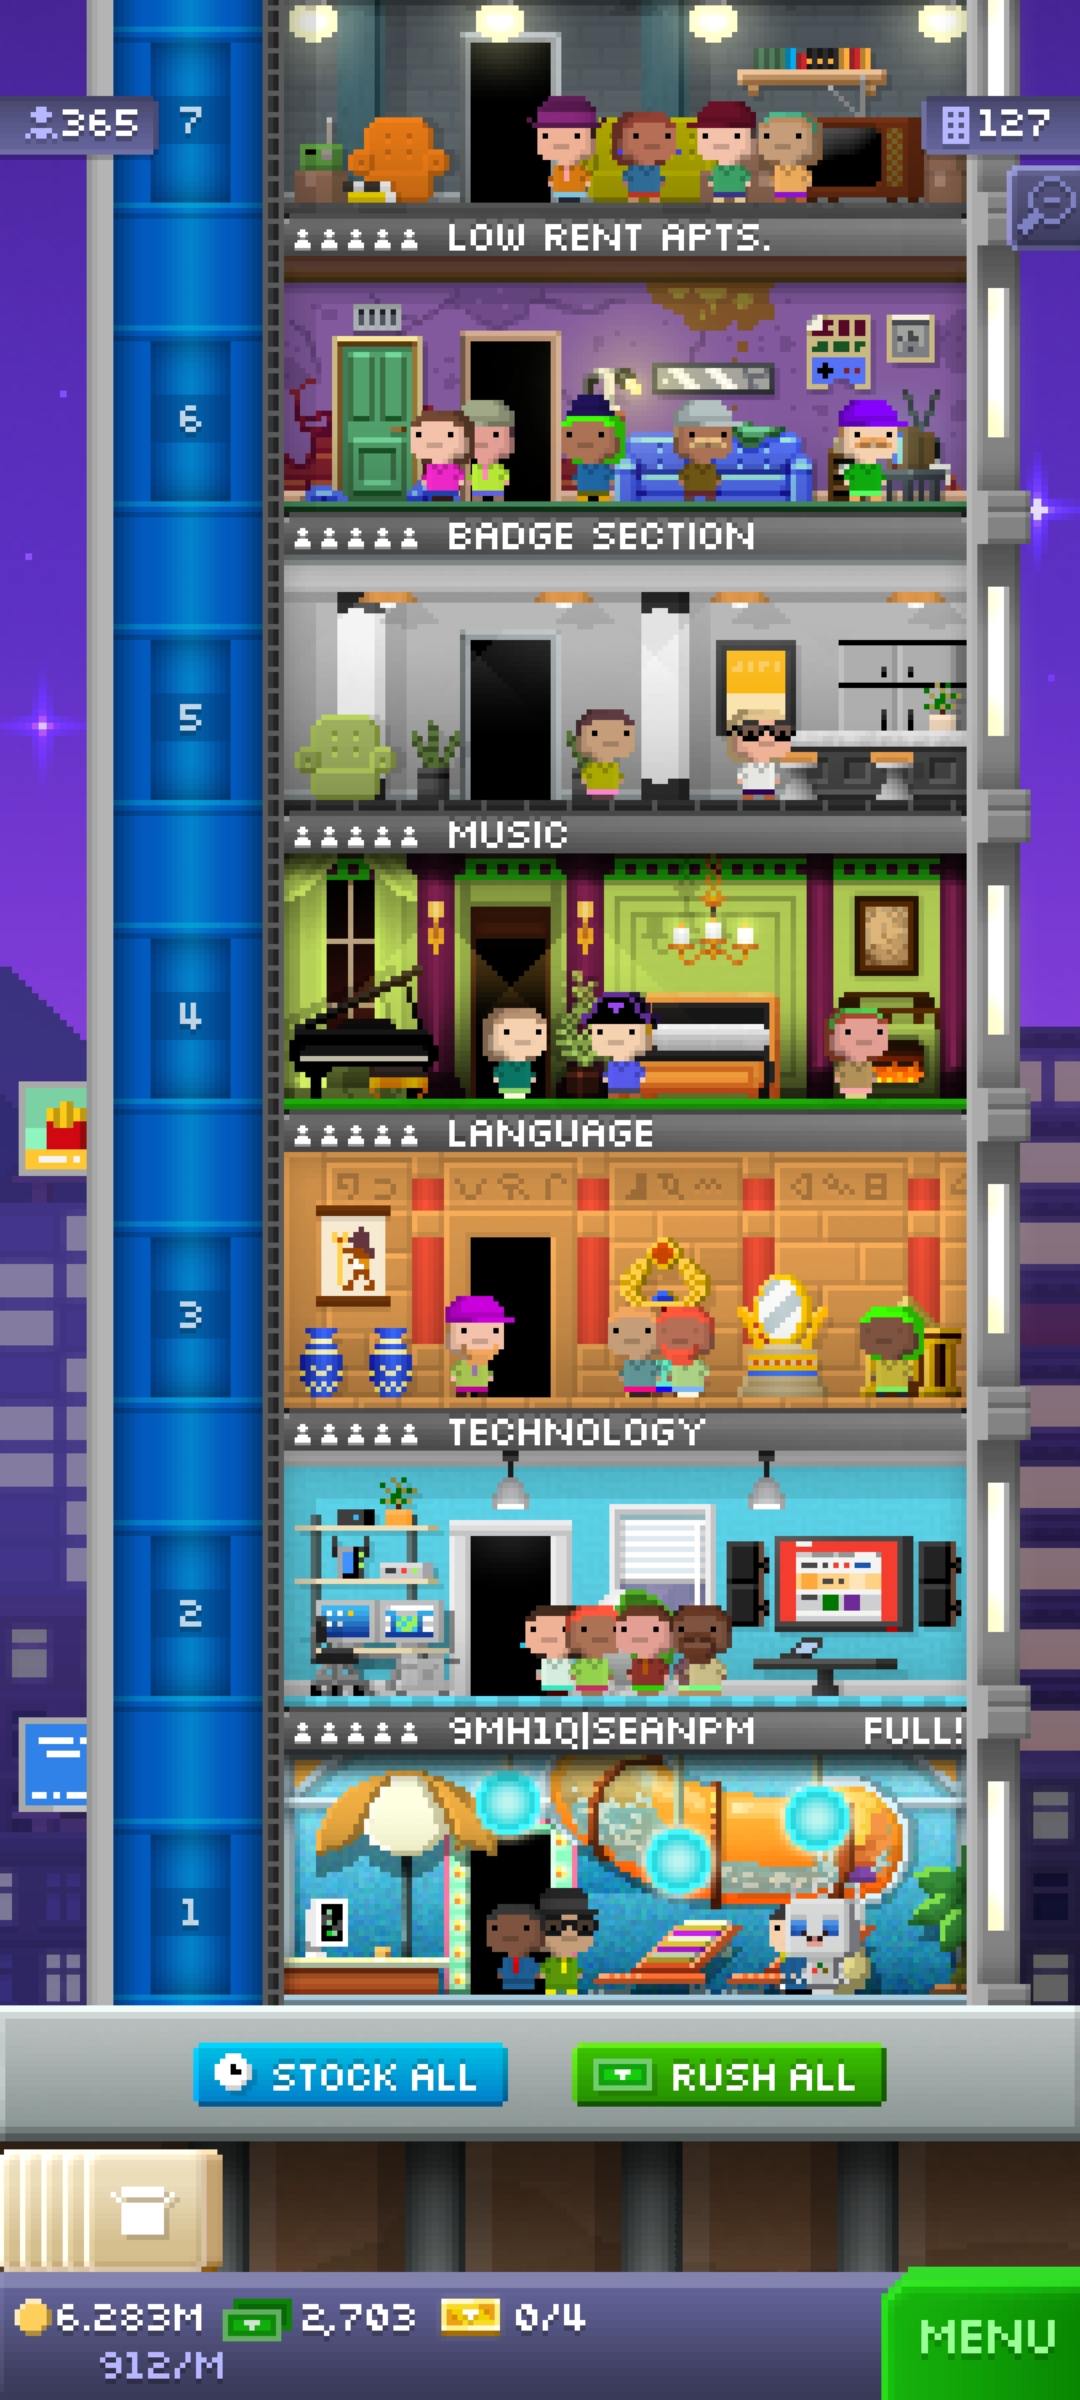 365
7
127
LOW RENT APTS.
6
BADGE SECTION
5
MUSIC
4
LANGUAGE
3
TECHNOLOGY
2
9MH1Q|SEANPM FULL!
1
STOCK ALL
RUSH ALL
6.283M 2,703 0/4
912/M
MENU